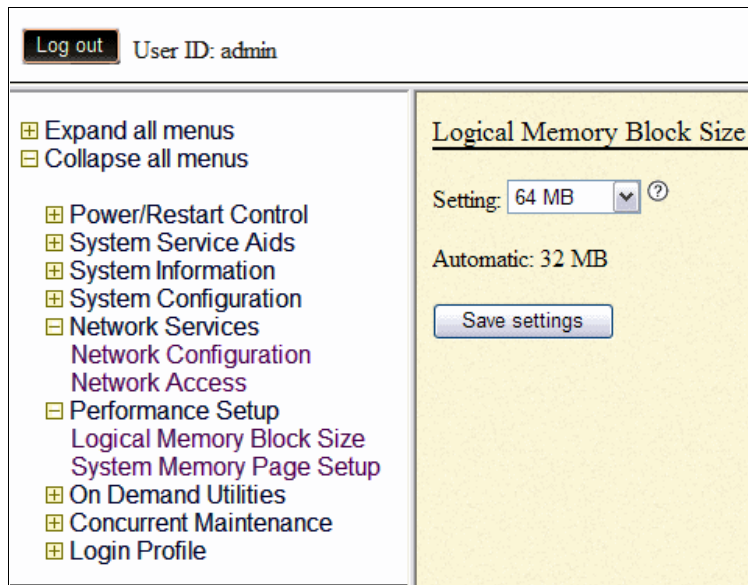 Log out User ID: admin
Expand all menus
Collapse all menus
Power/Restart Control
System Service Aids
System Information
System Configuration
Network Services
Network Configuration
Network Access
Performance Setup
Logical Memory Block Size
System Memory Page Setup
On Demand Utilities
Concurrent Maintenance
Login Profile
Logical Memory Block Size
Setting: 64 MB ?
Automatic: 32 MB
Save settings